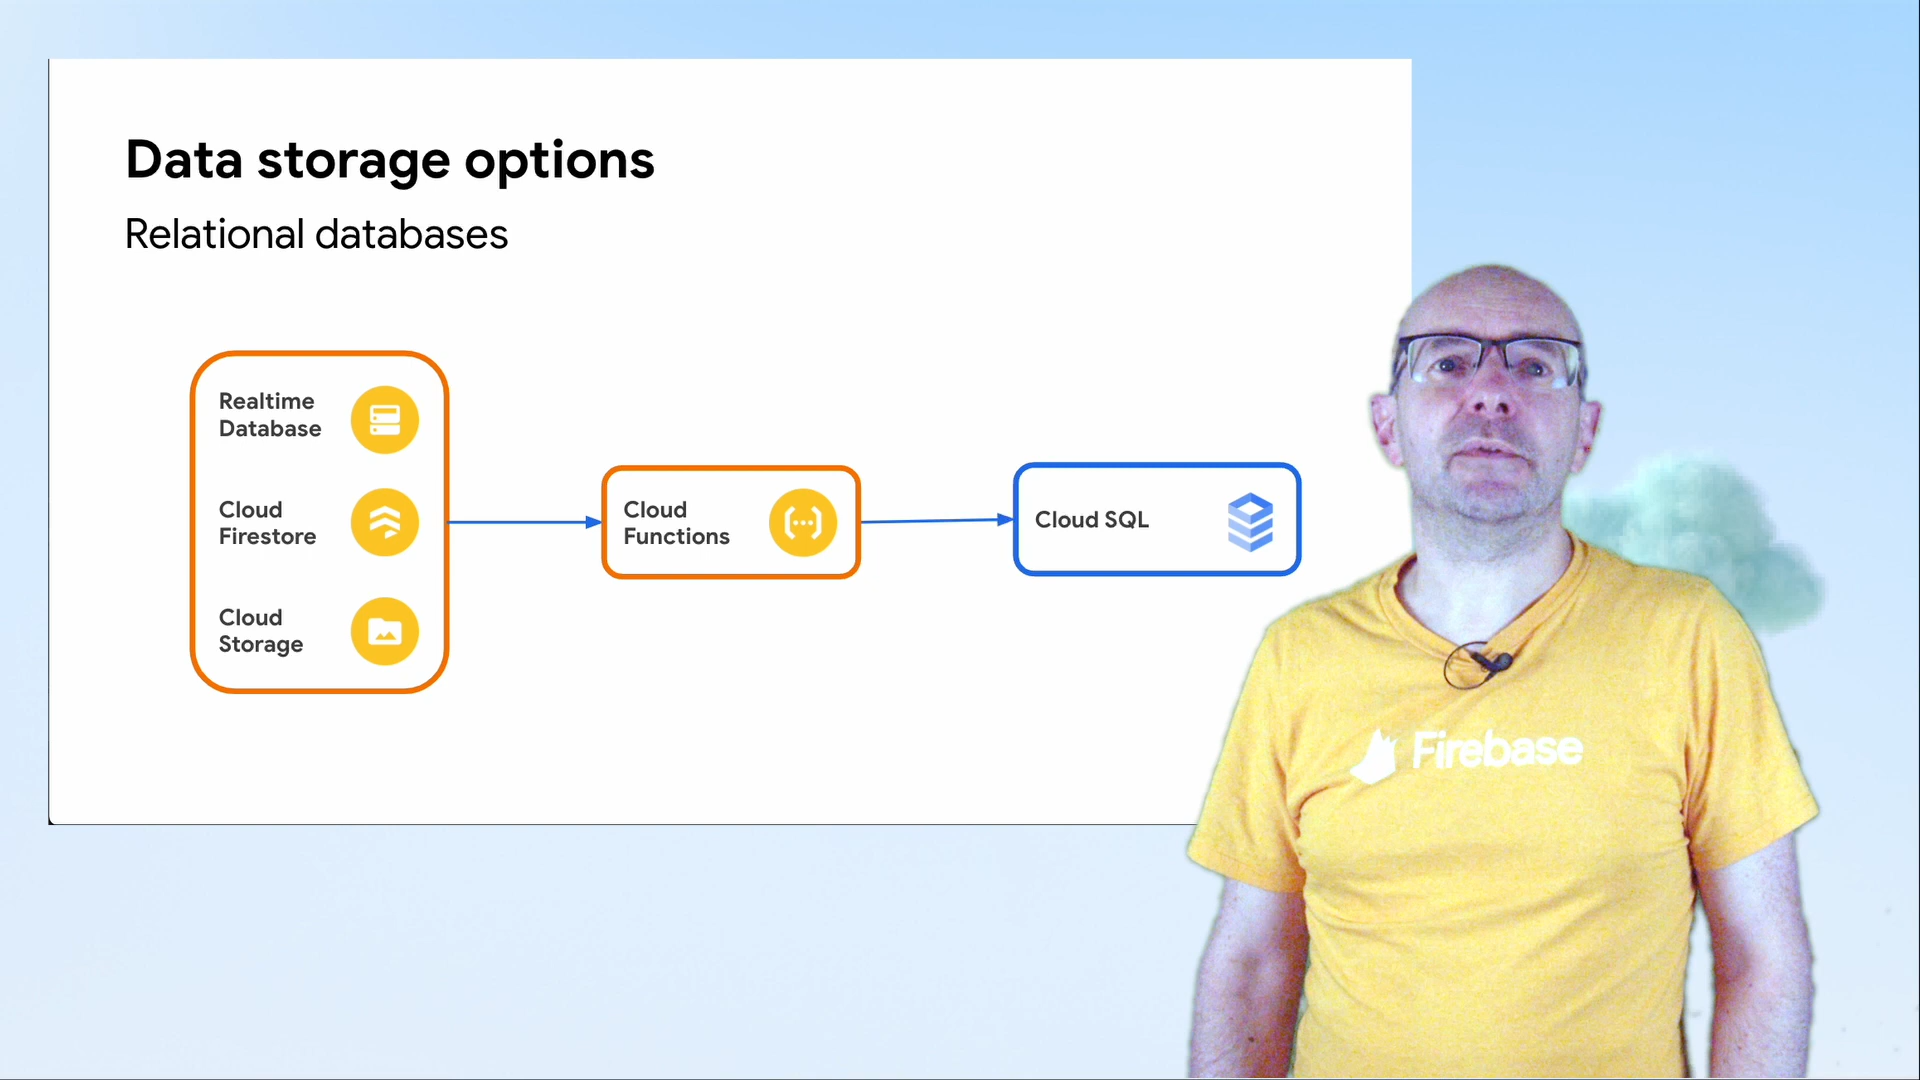 Data storage options
Relational databases
Realtime
Database
Cloud
Firestore
Cloud
Storage
Cloud
Functions
Cloud SQL
Firebase